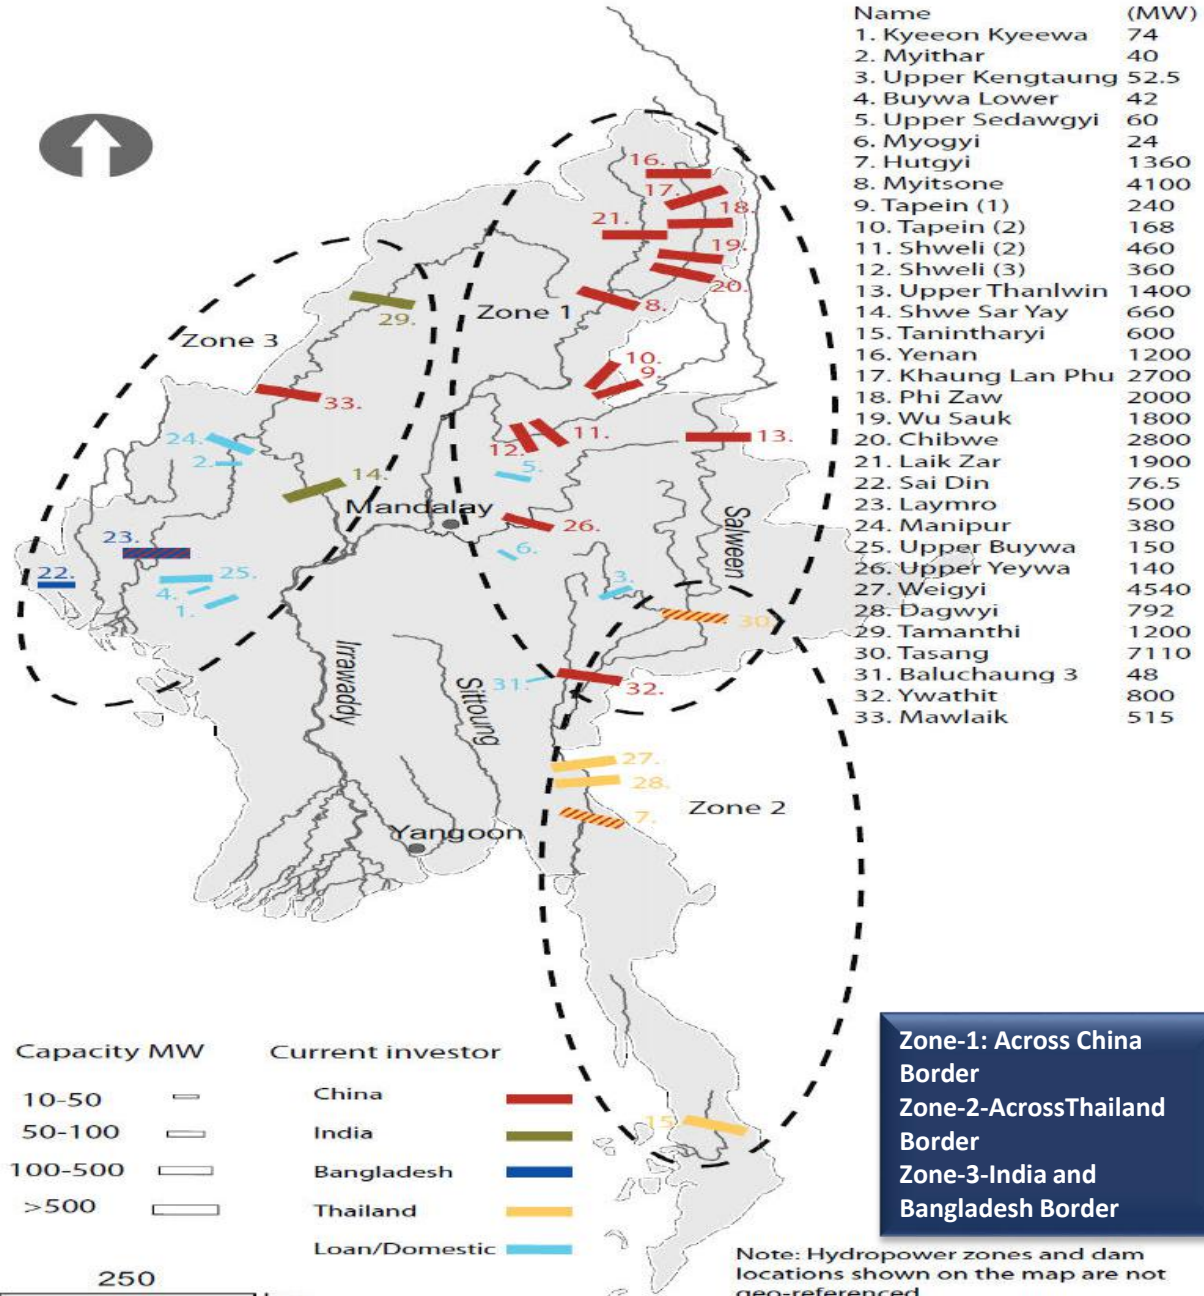 Name (MW)
1. Kyeeon Kyeewa 74
2. Myithar 40
3. Upper Kengtaung 52.5
4. Buywa Lower 42
5. Upper Sedawgyi 60
6. Myogyi 24
7. Hutgyi 1360
8. Myitsone 4100
9. Tapein (1) 240
10. Tapein (2) 168
11. Shweli (2) 460
12. Shweli (3) 360
13. Upper Thanlwin 1400
14. Shwe Sar Yay 660
15. Tanintharyi 600
16. Yenan 1200
17. Khaung Lan Phu 2700
18. Phi Zaw 2000
19. Wu Sauk 1800
20. Chibwe 2800
21. Laik Zar 1900
22. Sai Din 76.5
23. Laymro 500
24. Manipur 380
25. Upper Buywa 150
26. Upper Yeywa 140
27. Weigyi 4540
28. Dagwyi 792
29. Tamanthi 1200
30. Tasang 7110
31. Baluchaung 3 48
32. Ywathit 800
33. Mawlaik 515
16.
17.
21.
18.
19.
20.
Zone 1
8.
29.
Zone 3
10.
9.
33.
11.
12.
13.
24.
2.
5.
14.
Mandalay
26.
Salween
23.
6.
22.
25.
4.
1.
3.
30.
Irrawaddy
Sittoung
31.
32.
27.
28.
Zone 2
7.
Yangoon
15.
Capacity MW
10-50
50-100
100-500
>500
Current investor
China
India
Bangladesh
Thailand
Loan/Domestic
250
Zone-1: Across China
Border
Zone-2-AcrossThailand
Border
Zone-3-India and
Bangladesh Border
Note: Hydropower zones and dam
locations shown on the map are not
geo-referenced